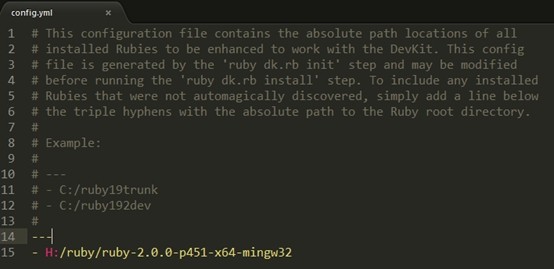 config.yml ×
1 # This configuration file contains the absolute path locations of all
2 # installed Rubies to be enhanced to work with the DevKit. This config
3 # file is generated by the 'ruby dk.rb init' step and may be modified
4 # before running the 'ruby dk.rb install' step. To include any installed
5 # Rubies that were not automagically discovered, simply add a line below
6 # the triple hyphens with the absolute path to the Ruby root directory.
7 #
8 # Example:
9 #
10 # ---
11 # - C:/ruby19trunk
12 # - C:/ruby192dev
13 #
14 ---
15 - H:/ruby/ruby-2.0.0-p451-x64-mingw32